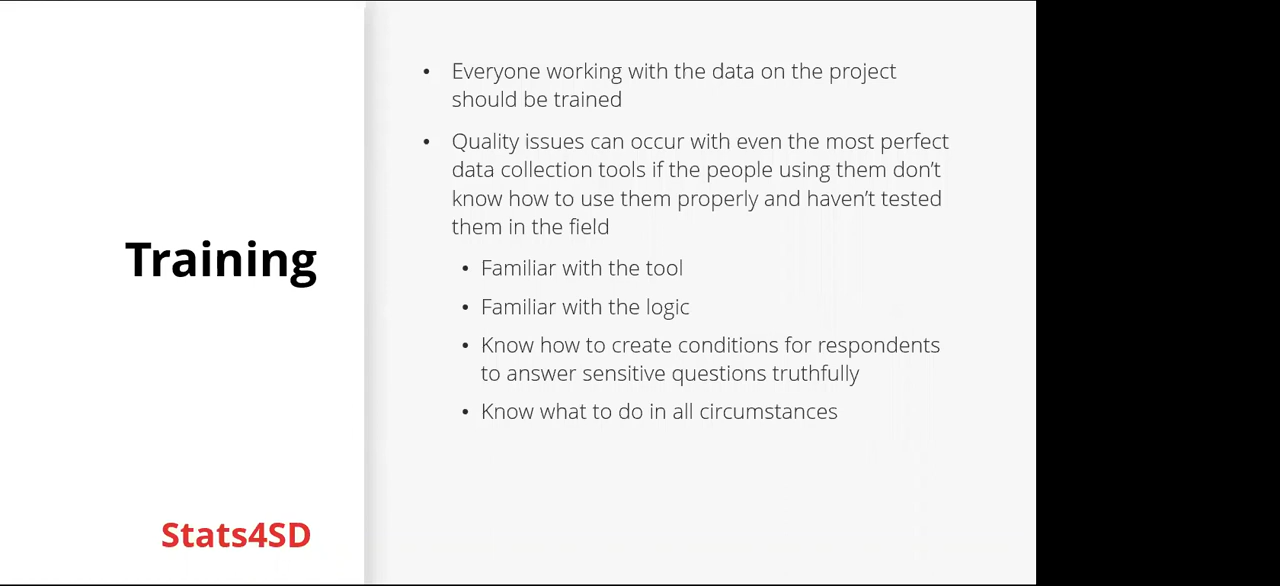 Training
• Everyone working with the data on the project
should be trained
• Quality issues can occur with even the most perfect
data collection tools if the people using them don’t
know how to use them properly and haven’t tested
them in the field
• Familiar with the tool
• Familiar with the logic
• Know how to create conditions for respondents
to answer sensitive questions truthfully
• Know what to do in all circumstances
Stats4SD